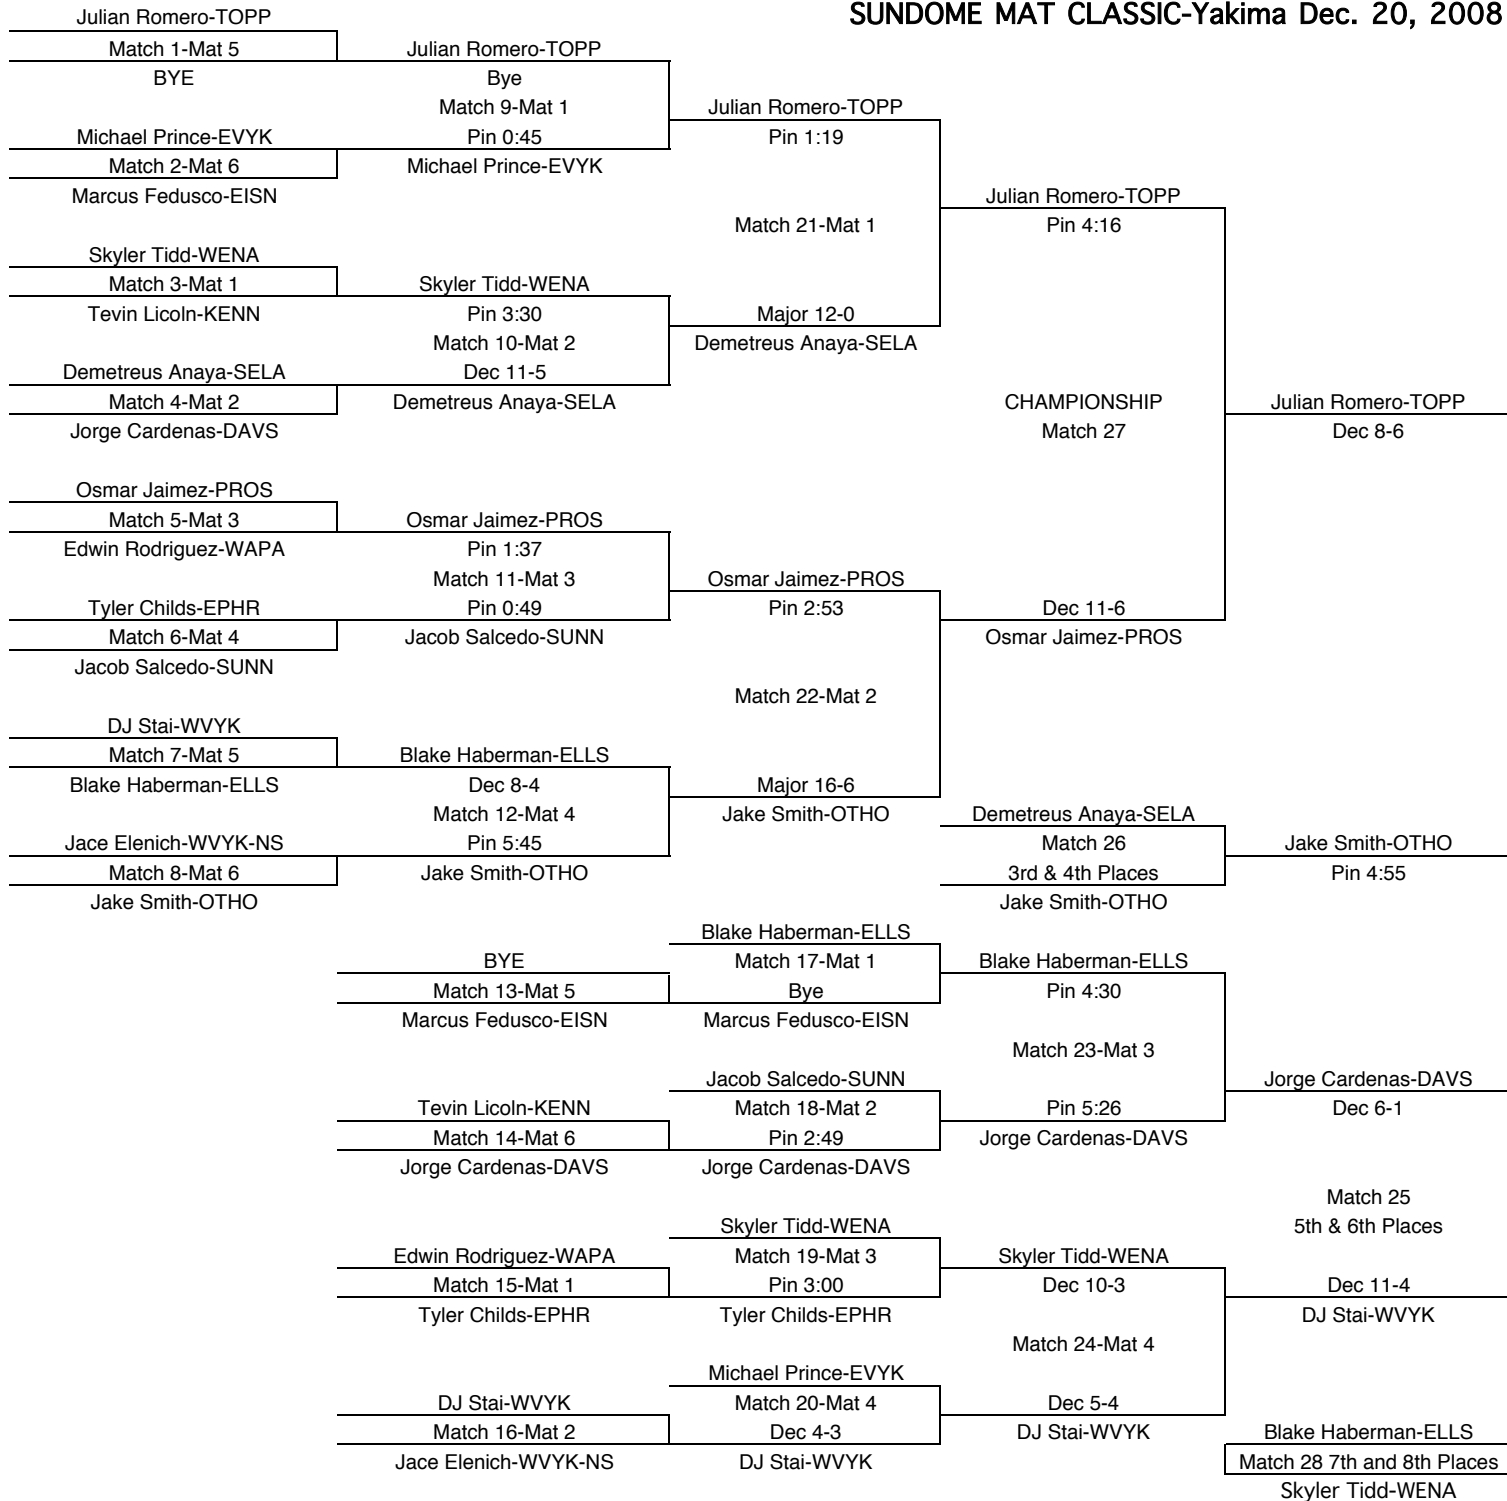 SUNDOME MAT CLASSIC-Yakima Dec. 20, 2008
Julian Romero-TOPP
Match 1-Mat 5
BYE
Michael Prince-EVYK
Match 2-Mat 6
Marcus Fedusco-EISN
Skyler Tidd-WENA
Match 3-Mat 1
Tevin Licoln-KENN
Demetreus Anaya-SELA
Match 4-Mat 2
Jorge Cardenas-DAVS
Osmar Jaimez-PROS
Match 5-Mat 3
Edwin Rodriguez-WAPA
Tyler Childs-EPHR
Match 6-Mat 4
Jacob Salcedo-SUNN
DJ Stai-WVYK
Match 7-Mat 5
Blake Haberman-ELLS
Jace Elenich-WVYK-NS
Match 8-Mat 6
Jake Smith-OTHO
Julian Romero-TOPP
Bye
Match 9-Mat 1
Pin 0:45
Michael Prince-EVYK
Skyler Tidd-WENA
Pin 3:30
Match 10-Mat 2
Dec 11-5
Demetreus Anaya-SELA
Osmar Jaimez-PROS
Pin 1:37
Match 11-Mat 3
Pin 0:49
Jacob Salcedo-SUNN
Blake Haberman-ELLS
Dec 8-4
Match 12-Mat 4
Pin 5:45
Jake Smith-OTHO
Julian Romero-TOPP
Pin 1:19
Match 21-Mat 1
Major 12-0
Demetreus Anaya-SELA
Osmar Jaimez-PROS
Pin 2:53
Match 22-Mat 2
Major 16-6
Jake Smith-OTHO
Julian Romero-TOPP
Pin 4:16
CHAMPIONSHIP
Match 27
Dec 11-6
Osmar Jaimez-PROS
Julian Romero-TOPP
Dec 8-6
Demetreus Anaya-SELA
Match 26
3rd & 4th Places
Jake Smith-OTHO
Jake Smith-OTHO
Pin 4:55
BYE
Match 13-Mat 5
Marcus Fedusco-EISN
Tevin Licoln-KENN
Match 14-Mat 6
Jorge Cardenas-DAVS
Edwin Rodriguez-WAPA
Match 15-Mat 1
Tyler Childs-EPHR
DJ Stai-WVYK
Match 16-Mat 2
Jace Elenich-WVYK-NS
Blake Haberman-ELLS
Match 17-Mat 1
Bye
Marcus Fedusco-EISN
Jacob Salcedo-SUNN
Match 18-Mat 2
Pin 2:49
Jorge Cardenas-DAVS
Skyler Tidd-WENA
Match 19-Mat 3
Pin 3:00
Tyler Childs-EPHR
Michael Prince-EVYK
Match 20-Mat 4
Dec 4-3
DJ Stai-WVYK
Blake Haberman-ELLS
Pin 4:30
Match 23-Mat 3
Pin 5:26
Jorge Cardenas-DAVS
Skyler Tidd-WENA
Dec 10-3
Match 24-Mat 4
Dec 5-4
DJ Stai-WVYK
Jorge Cardenas-DAVS
Dec 6-1
Match 25
5th & 6th Places
Dec 11-4
DJ Stai-WVYK
Blake Haberman-ELLS
Match 28 7th and 8th Places
Skyler Tidd-WENA